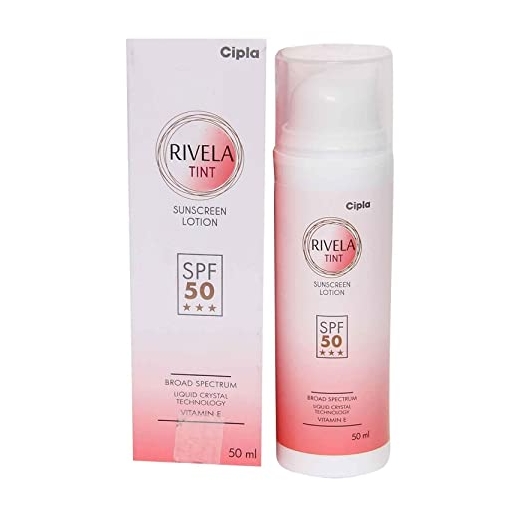 Cipla
RIVELA
TINT
SUNSCREEN
LOTION
SPF
50
★★★
BROAD SPECTRUM
LIQUID CRYSTAL
TECHNOLOGY
VITAMIN E
50 ml
Cipla
RIVELA
TINT
SUNSCREEN
LOTION
SPF
50
★★★
BROAD SPECTRUM
LIQUID CRYSTAL
TECHNOLOGY
VITAMIN E
50 ml